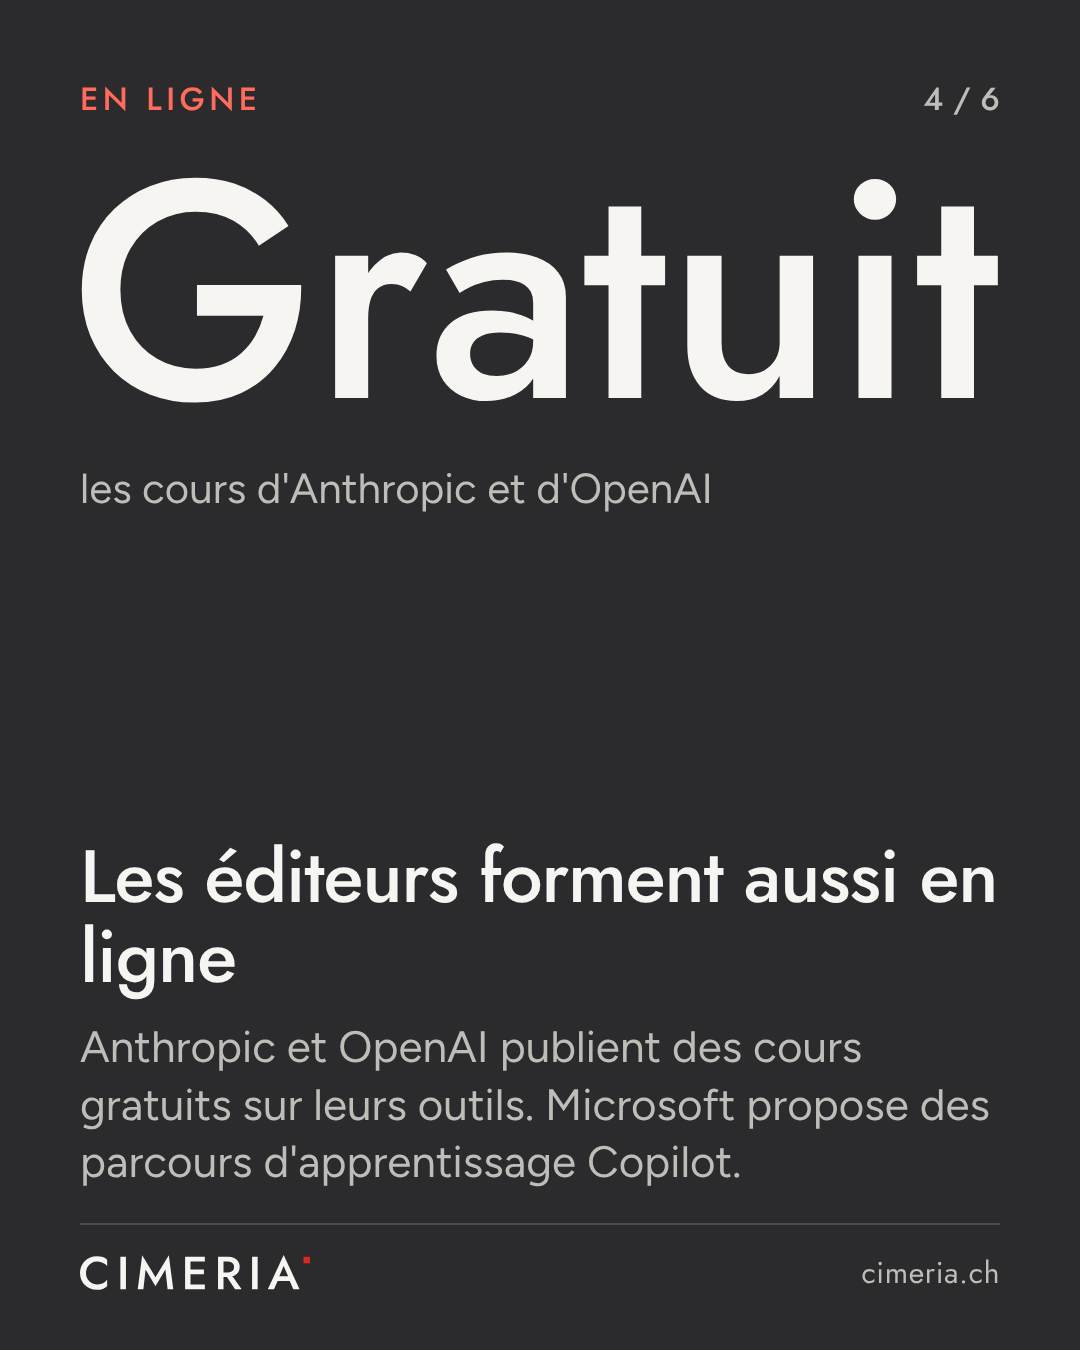 EN LIGNE
4 / 6
Gratuit
les cours d'Anthropic et d'OpenAI
Les éditeurs forment aussi en
ligne
Anthropic et OpenAI publient des cours
gratuits sur leurs outils. Microsoft propose des
parcours d'apprentissage Copilot.
CIMERIA
cimeria.ch